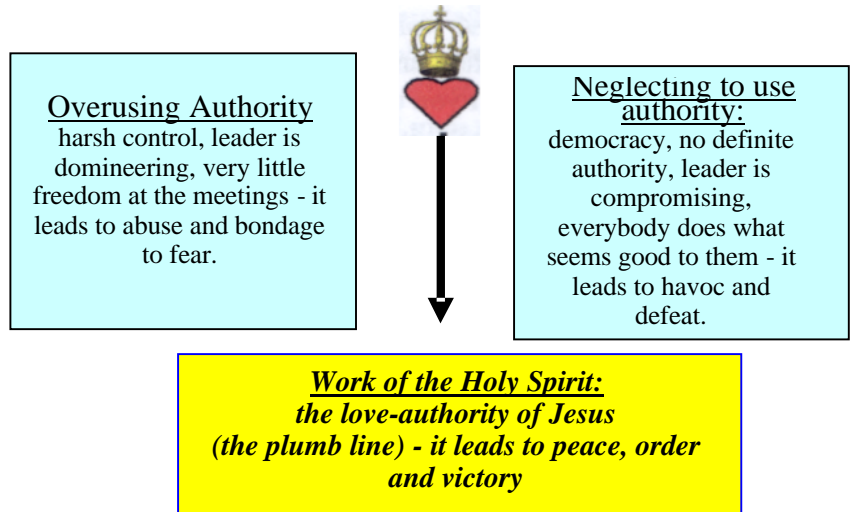 Overusing Authority
harsh control, leader is
domineering, very little
freedom at the meetings - it
leads to abuse and bondage
to fear.
Neglecting to use
authority:
democracy, no definite
authority, leader is
compromising,
everybody does what
seems good to them - it
leads to havoc and
defeat.
Work of the Holy Spirit:
the love-authority of Jesus
(the plumb line) - it leads to peace, order
and victory